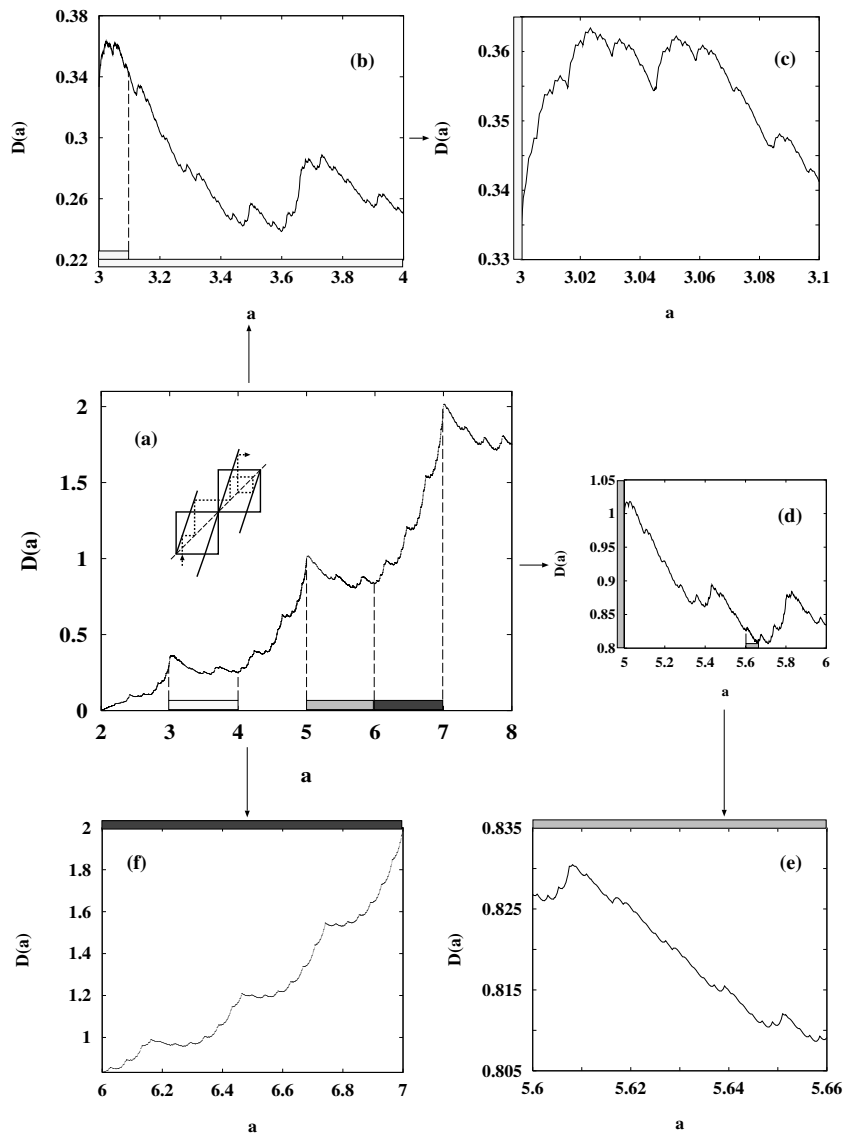 (b)
D(a)
0.38
0.34
0.3
0.26
0.22
3 3.2 3.4 3.6 3.8 4
a
(c)
D(a)
0.36
0.35
0.34
0.33
3 3.02 3.04 3.06 3.08 3.1
a
(a)
D(a)
2
1.5
1
0.5
0
2 3 4 5 6 7 8
a
(d)
D(a)
1.05
1
0.95
0.9
0.85
0.8
5 5.2 5.4 5.6 5.8 6
a
(f)
D(a)
2
1.8
1.6
1.4
1.2
1
6 6.2 6.4 6.6 6.8 7
a
(e)
D(a)
0.835
0.825
0.815
0.805
5.6 5.62 5.64 5.66
a